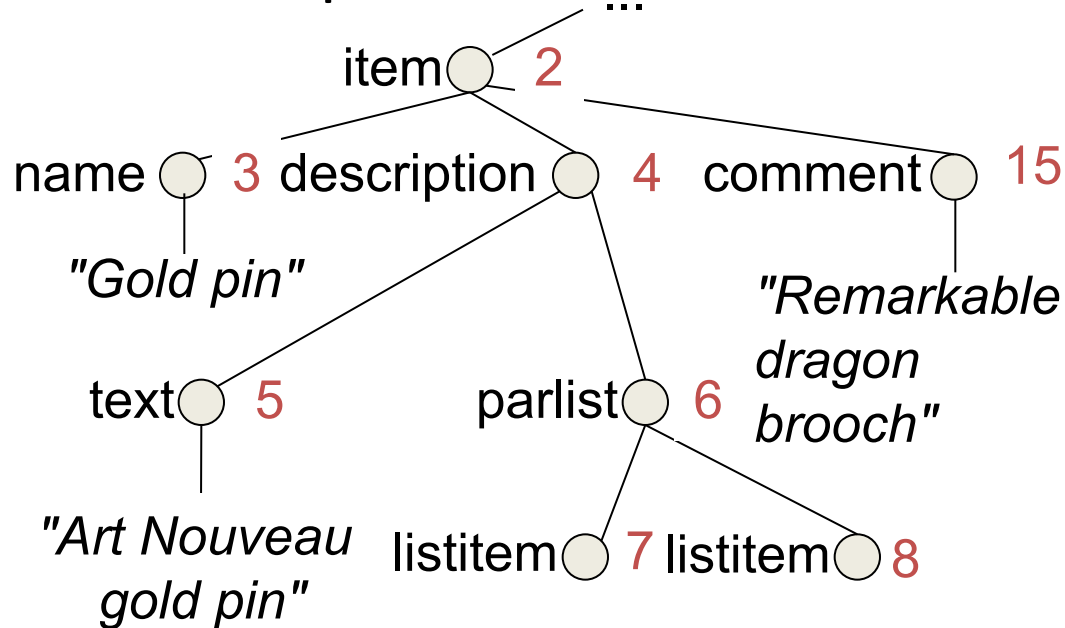 ...
item 2
name 3 description 4 comment 15
"Gold pin"
"Remarkable
dragon
brooch"
text 5 parlist 6
"Art Nouveau
gold pin"
listitem 7 listitem 8